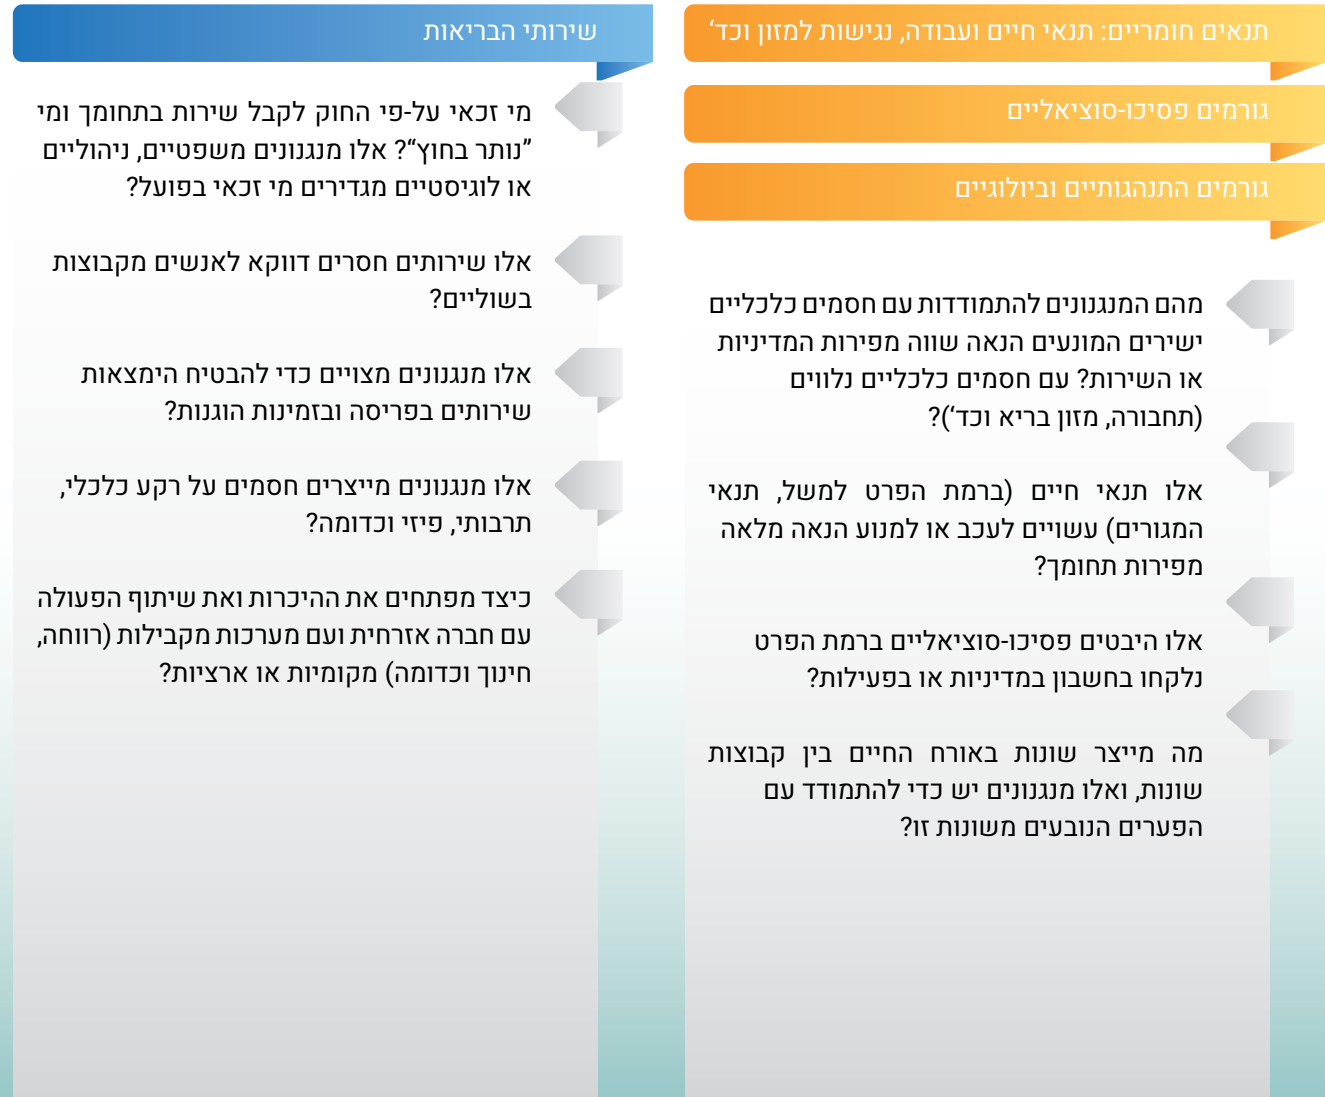 תנאים חומריים: תנאי חיים ועבודה, נגישות למזון וכד‘
גורמים פסיכו-סוציאליים
גורמים התנהגותיים וביולוגיים
מהם המנגנונים להתמודדות עם חסמים כלכליים
ישירים המונעים הנאה שווה מפירות המדיניות
או השירות? עם חסמים כלכליים נלווים
(תחבורה, מזון בריא וכד‘)?
אלו תנאי חיים (ברמת הפרט למשל, תנאי
המגורים) עשויים לעכב או למנוע הנאה מלאה
מפירות תחומך?
אלו היבטים פסיכו-סוציאליים ברמת הפרט
נלקחו בחשבון במדיניות או בפעילות?
מה מייצר שונות באורח החיים בין קבוצות
שונות, ואלו מנגנונים יש כדי להתמודד עם
הפערים הנובעים משונות זו?
שירותי הבריאות
מי זכאי על-פי החוק לקבל שירות בתחומך ומי
”נותר בחוץ“? אלו מנגנונים משפטיים, ניהוליים
או לוגיסטיים מגדירים מי זכאי בפועל?
אלו שירותים חסרים דווקא לאנשים מקבוצות
בשוליים?
אלו מנגנונים מצויים כדי להבטיח הימצאות
שירותים בפריסה ובזמינות הוגנות?
אלו מנגנונים מייצרים חסמים על רקע כלכלי,
תרבותי, פיזי וכדומה?
כיצד מפתחים את ההיכרות ואת שיתוף הפעולה
עם חברה אזרחית ועם מערכות מקבילות (רווחה,
חינוך וכדומה) מקומיות או ארציות?